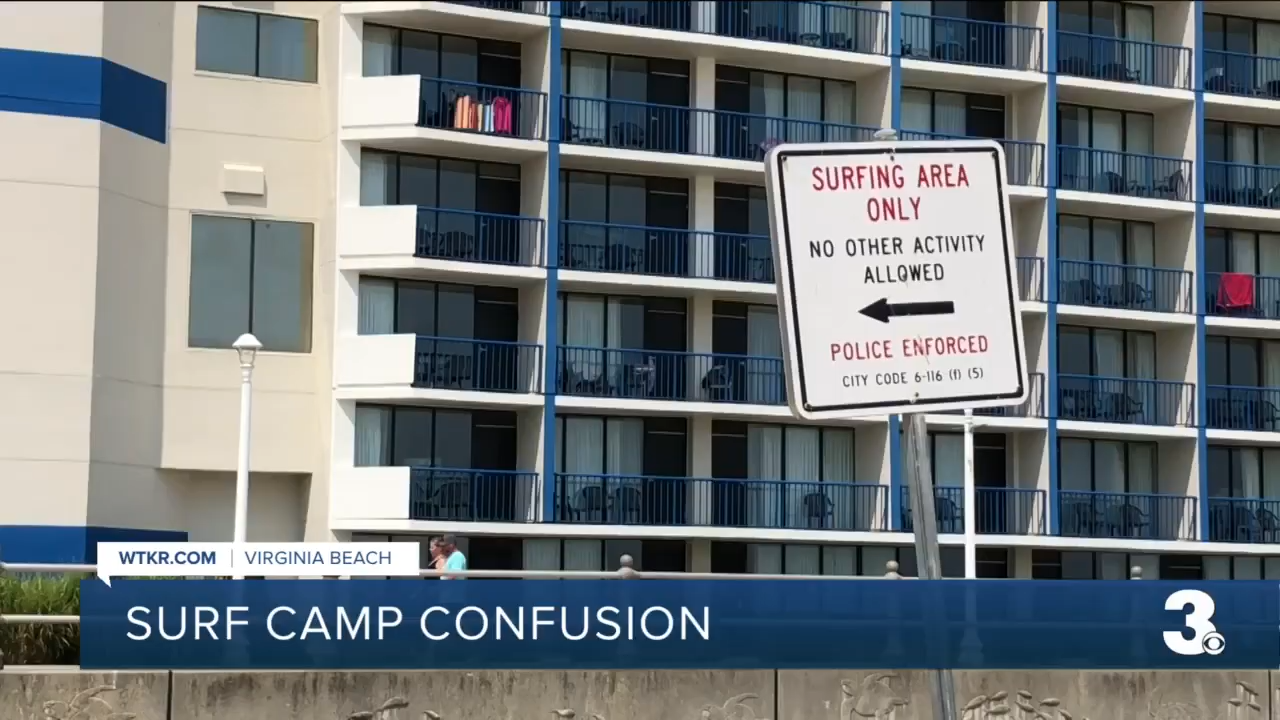 SURFING AREA
ONLY
NO OTHER ACTIVITY
ALLOWED
POLICE ENFORCED
CITY CODE 6-116 (f) (5)
WTKR.COM | VIRGINIA BEACH
SURF CAMP CONFUSION
3